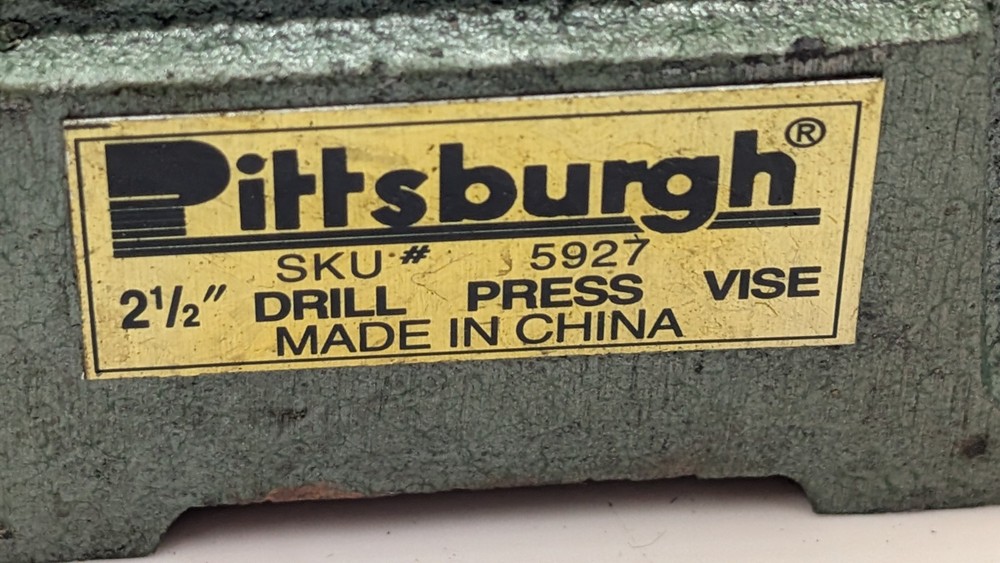 Pittsburgh®
SKU # 5927
2½" DRILL PRESS VISE
MADE IN CHINA